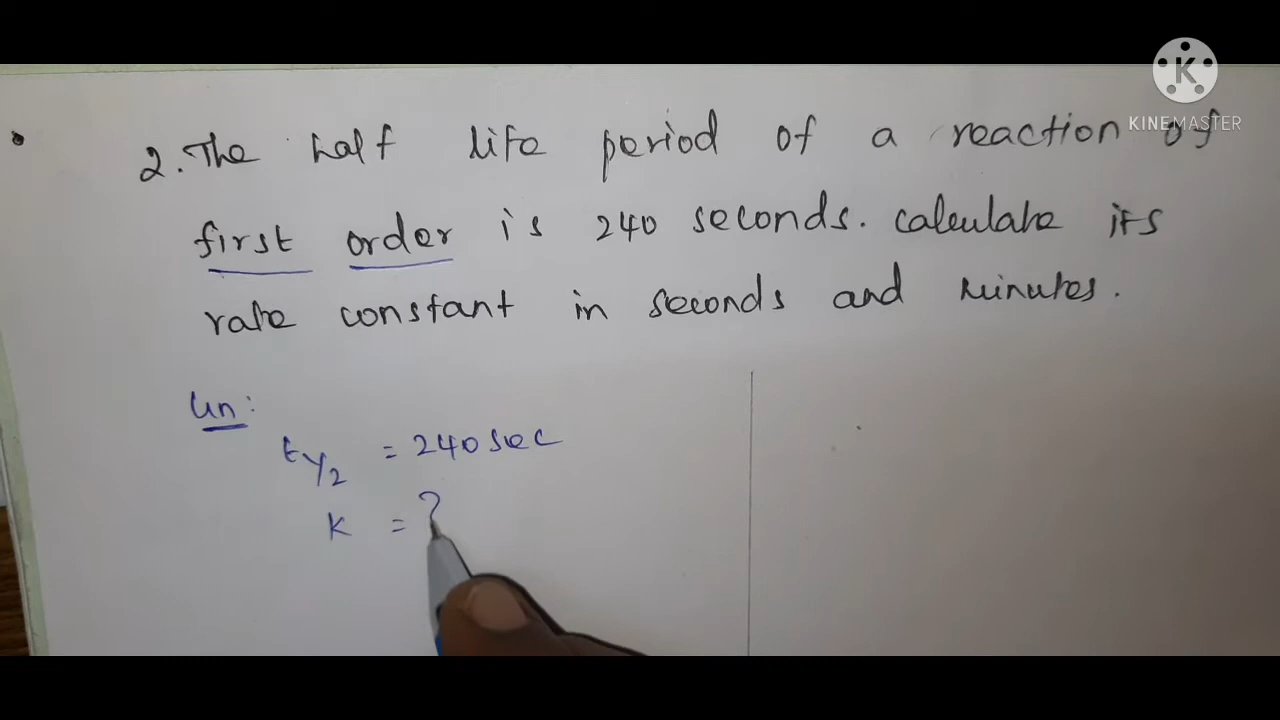 KINEMASTER
2. The half life period of a reaction of
first order is 240 seconds. calculate its
rate constant in seconds and minutes.
Gn:
t1/2 = 240 sec
K = ?